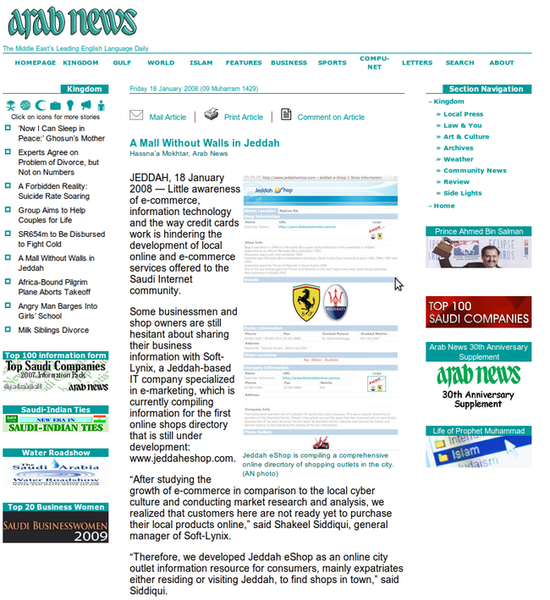 arab news
The Middle East's Leading English Language Daily
HOMEPAGE KINGDOM GULF WORLD ISLAM FEATURES BUSINESS SPORTS COMPU-NET LETTERS SEARCH ABOUT
Kingdom
Click on icons for more stories
'Now I Can Sleep in
Peace:' Ghosun's Mother
Experts Agree on
Problem of Divorce, but
Not on Numbers
A Forbidden Reality:
Suicide Rate Soaring
Group Aims to Help
Couples for Life
SR654m to Be Disbursed
to Fight Cold
A Mall Without Walls in
Jeddah
Africa-Bound Pilgrim
Plane Aborts Takeoff
Angry Man Barges Into
Girls' School
Milk Siblings Divorce
Top 100 information form
Top Saudi Companies
2007 Information Pack
ARAB NEWS
Saudi-Indian Ties
NEW ERA IN
SAUDI-INDIAN TIES
Water Roadshow
Saudi Arabia
Water Roadshow
Top 20 Business Women
SAUDI BUSINESSWOMEN
2009
Friday 18 January 2008 (09 Muharram 1429)
Mail Article | Print Article | Comment on Article
A Mall Without Walls in Jeddah
Hassna'a Mokhtar, Arab News
JEDDAH, 18 January
2008 — Little awareness
of e-commerce,
information technology
and the way credit cards
work is hindering the
development of local
online and e-commerce
services offered to the
Saudi Internet
community.
Some businessmen and
shop owners are still
hesitant about sharing
their business
information with Soft-
Lynix, a Jeddah-based
IT company specialized
in e-marketing, which is
currently compiling
information for the first
online shops directory
that is still under
development:
www.jeddaheshop.com.
Jeddah eShop
Shop Info
Phone Fax Contact Person Contact Mobile
Address
Company Info
Jeddah eShop is compiling a comprehensive
online directory of shopping outlets in the city.
(AN photo)
"After studying the
growth of e-commerce in comparison to the local cyber
culture and conducting market research and analysis, we
realized that customers here are not ready yet to purchase
their local products online," said Shakeel Siddiqui, general
manager of Soft-Lynix.
"Therefore, we developed Jeddah eShop as an online city
outlet information resource for consumers, mainly expatriates
either residing or visiting Jeddah, to find shops in town," said
Siddiqui.
Section Navigation
- Kingdom
» Local Press
» Law & You
» Art & Culture
» Archives
» Weather
» Community News
» Review
» Side Lights
- Home
Prince Ahmed Bin Salman
TOP 100
SAUDI COMPANIES
Arab News 30th Anniversary
Supplement
arab news
30th Anniversary
Supplement
Life of Prophet Muhammad
Islam